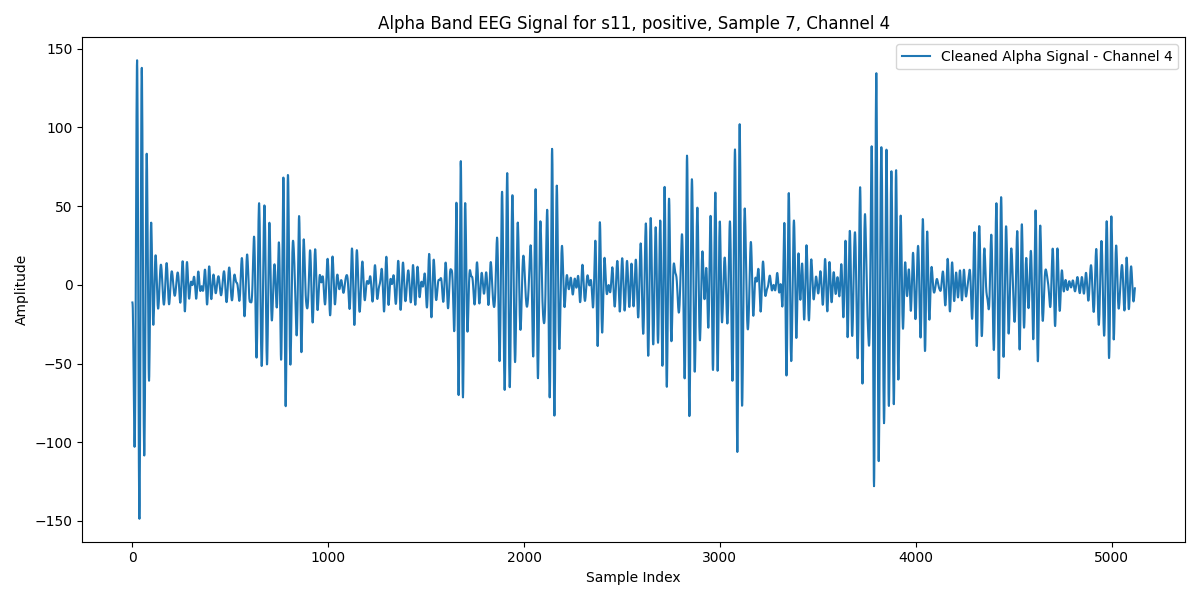 Alpha Band EEG Signal for s11, positive, Sample 7, Channel 4
Cleaned Alpha Signal - Channel 4
Amplitude
150
100
50
0
−50
−100
−150
0 1000 2000 3000 4000 5000
Sample Index